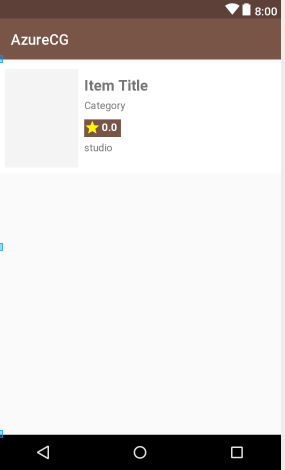 8:00
AzureCG
Item Title
Category
0.0
studio